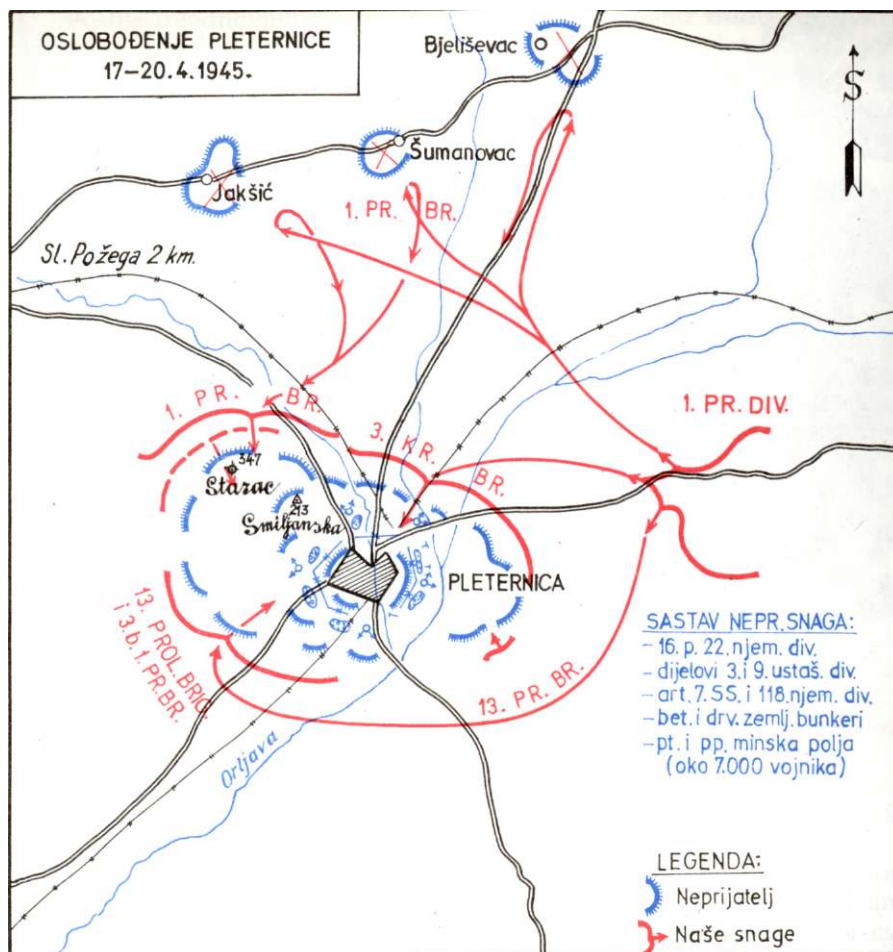 OSLOBOĐENJE PLETERNICE
17–20.4.1945.
Bjeliševac
S
Šumanovac
Jakšić
1. PR. BR.
Sl. Požega 2 km.
1. PR. BR.
3. KR. BR.
1. PR. DIV.
347
Starac
213
Smiljanska
PLETERNICA
13. PROL. BRIG.
i 3.b. 1. PR. BR.
13. PR. BR.
Orljava
SASTAV NEPR. SNAGA:
- 16. p. 22. njem. div.
- dijelovi 3. i 9. ustaš. div.
- art. 7. SS. i 118. njem. div.
- bet. i drv. zemlj. bunkeri
- pt. i pp. minska polja
(oko 7.000 vojnika)
LEGENDA:
Neprijatelj
Naše snage